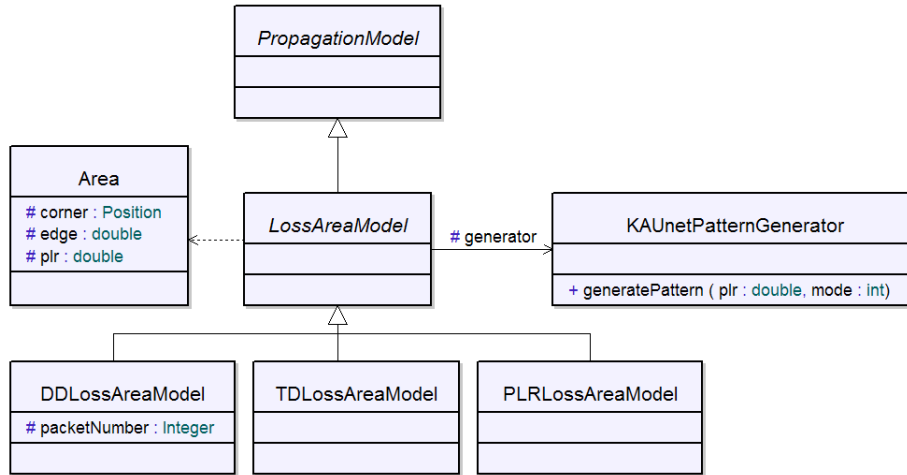 PropagationModel
Area
# corner : Position
# edge : double
# plr : double
LossAreaModel
# generator
KAUnetPatternGenerator
+ generatePattern ( plr : double, mode : int)
DDLossAreaModel
# packetNumber : Integer
TDLossAreaModel
PLRLossAreaModel